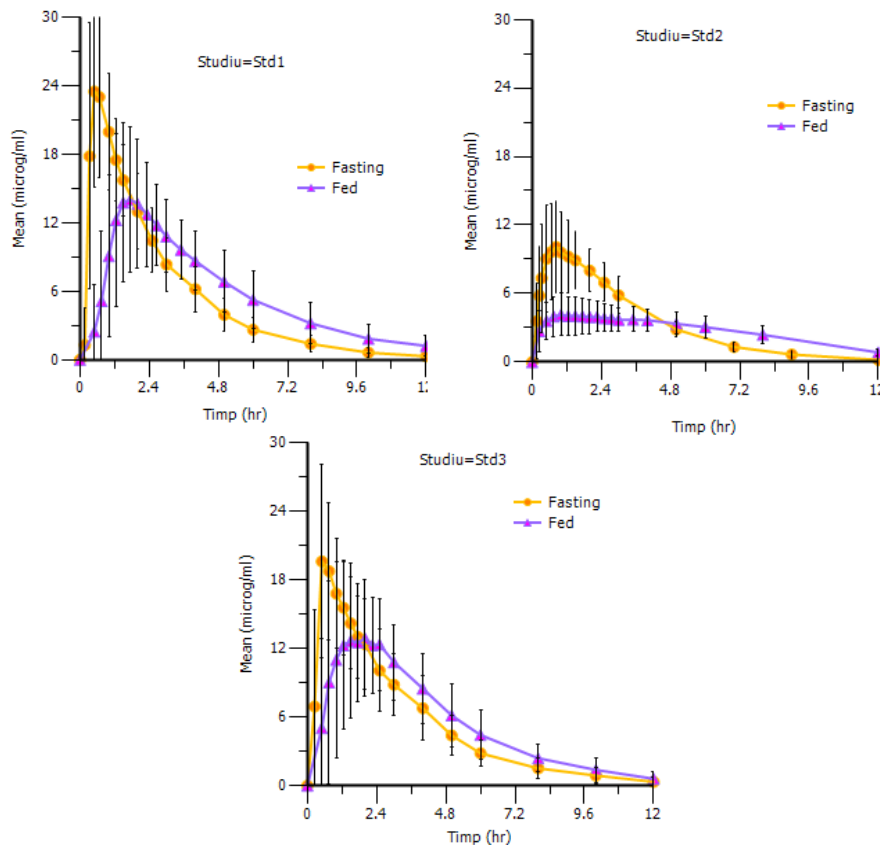 Studiu=Std1
Mean (microg/ml)
30
24
18
12
6
0
Fasting
Fed
0 2.4 4.8 7.2 9.6 12
Timp (hr)
Studiu=Std2
Mean (microg/ml)
30
24
18
12
6
0
Fasting
Fed
0 2.4 4.8 7.2 9.6 12
Timp (hr)
Studiu=Std3
Mean (microg/ml)
30
24
18
12
6
0
Fasting
Fed
0 2.4 4.8 7.2 9.6 12
Timp (hr)